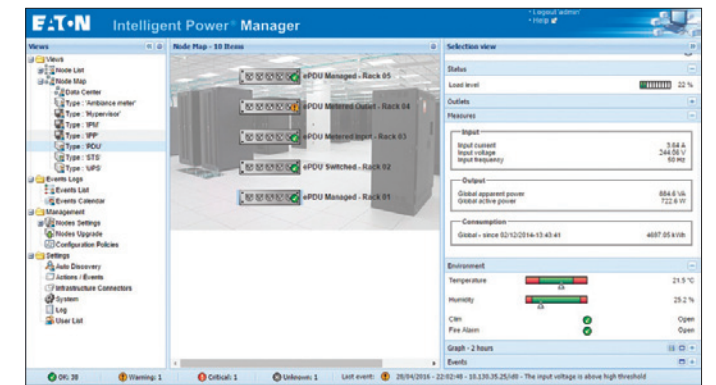 EATON Intelligent Power® Manager
Logout 'admin'
Help
Views
Node Map - 10 Items
Selection view
Views
Node List
Node Map
Data Center
Type : 'Ambiance meter'
Type : 'Hypervisor'
Type : 'IPM'
Type : 'IPP'
Type : 'PDU'
Type : 'STS'
Type : 'UPS'
Events Logs
Events List
Events Calendar
Management
Nodes Settings
Nodes Upgrade
Configuration Policies
Settings
Auto Discovery
Actions / Events
Infrastructure Connectors
System
Log
User List
ePDU Managed - Rack 05
ePDU Metered Outlet - Rack 04
ePDU Metered Input - Rack 03
ePDU Switched - Rack 02
ePDU Managed - Rack 01
Status
Load level 22 %
Outlets
Measures
Input
Input current 3.64 A
Input voltage 244.06 V
Input frequency 50 Hz
Output
Global apparent power 884.6 VA
Global active power 722.6 W
Consumption
Global - since 02/12/2014-13:43:41 4687.05 kWh
Environment
Temperature 21.5 °C
Humidity 25.2 %
Clim Open
Fire Alarm Open
Graph - 2 hours
Events
OK: 38 Warning: 1 Critical: 1 Unknown: 1 Last event: 28/04/2016 - 22:02:48 - 10.130.35.25/ - The input voltage is above high threshold